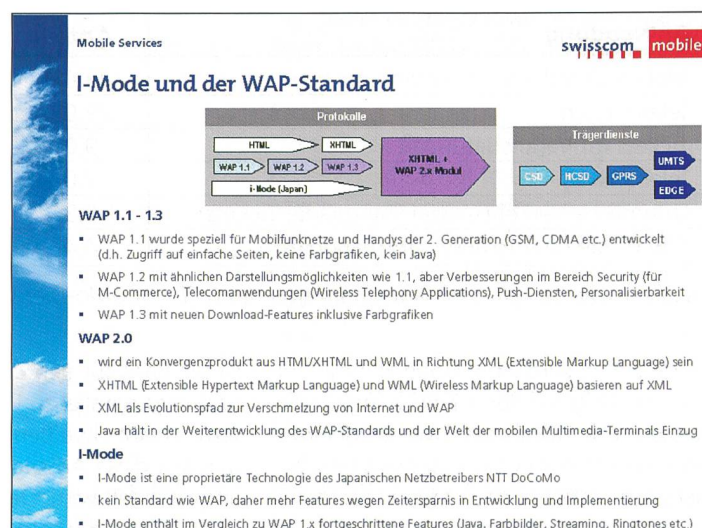 Mobile Services
swisscom mobile
I-Mode und der WAP-Standard
Protokolle
Trägerdienste
HTML
XHTML
WAP 1.1
WAP 1.2
WAP 1.3
i-Mode (Japan)
XHTML +
WAP 2.x Modul
CSD
HCSD
GPRS
UMTS
EDGE
WAP 1.1 - 1.3
▪ WAP 1.1 wurde speziell für Mobilfunknetze und Handys der 2. Generation (GSM, CDMA etc.) entwickelt
(d.h. Zugriff auf einfache Seiten, keine Farbgrafiken, kein Java)
▪ WAP 1.2 mit ähnlichen Darstellungsmöglichkeiten wie 1.1, aber Verbesserungen im Bereich Security (für
M-Commerce), Telecomanwendungen (Wireless Telephony Applications), Push-Diensten, Personalisierbarkeit
▪ WAP 1.3 mit neuen Download-Features inklusive Farbgrafiken
WAP 2.0
▪ wird ein Konvergenzprodukt aus HTML/XHTML und WML in Richtung XML (Extensible Markup Language) sein
▪ XHTML (Extensible Hypertext Markup Language) und WML (Wireless Markup Language) basieren auf XML
▪ XML als Evolutionspfad zur Verschmelzung von Internet und WAP
▪ Java hält in der Weiterentwicklung des WAP-Standards und der Welt der mobilen Multimedia-Terminals Einzug
I-Mode
▪ I-Mode ist eine proprietäre Technologie des Japanischen Netzbetreibers NTT DoCoMo
▪ kein Standard wie WAP, daher mehr Features wegen Zeitersparnis in Entwicklung und Implementierung
▪ I-Mode enthält im Vergleich zu WAP 1.x fortgeschrittene Features (Java, Farbbilder, Streaming, Ringtones etc.)